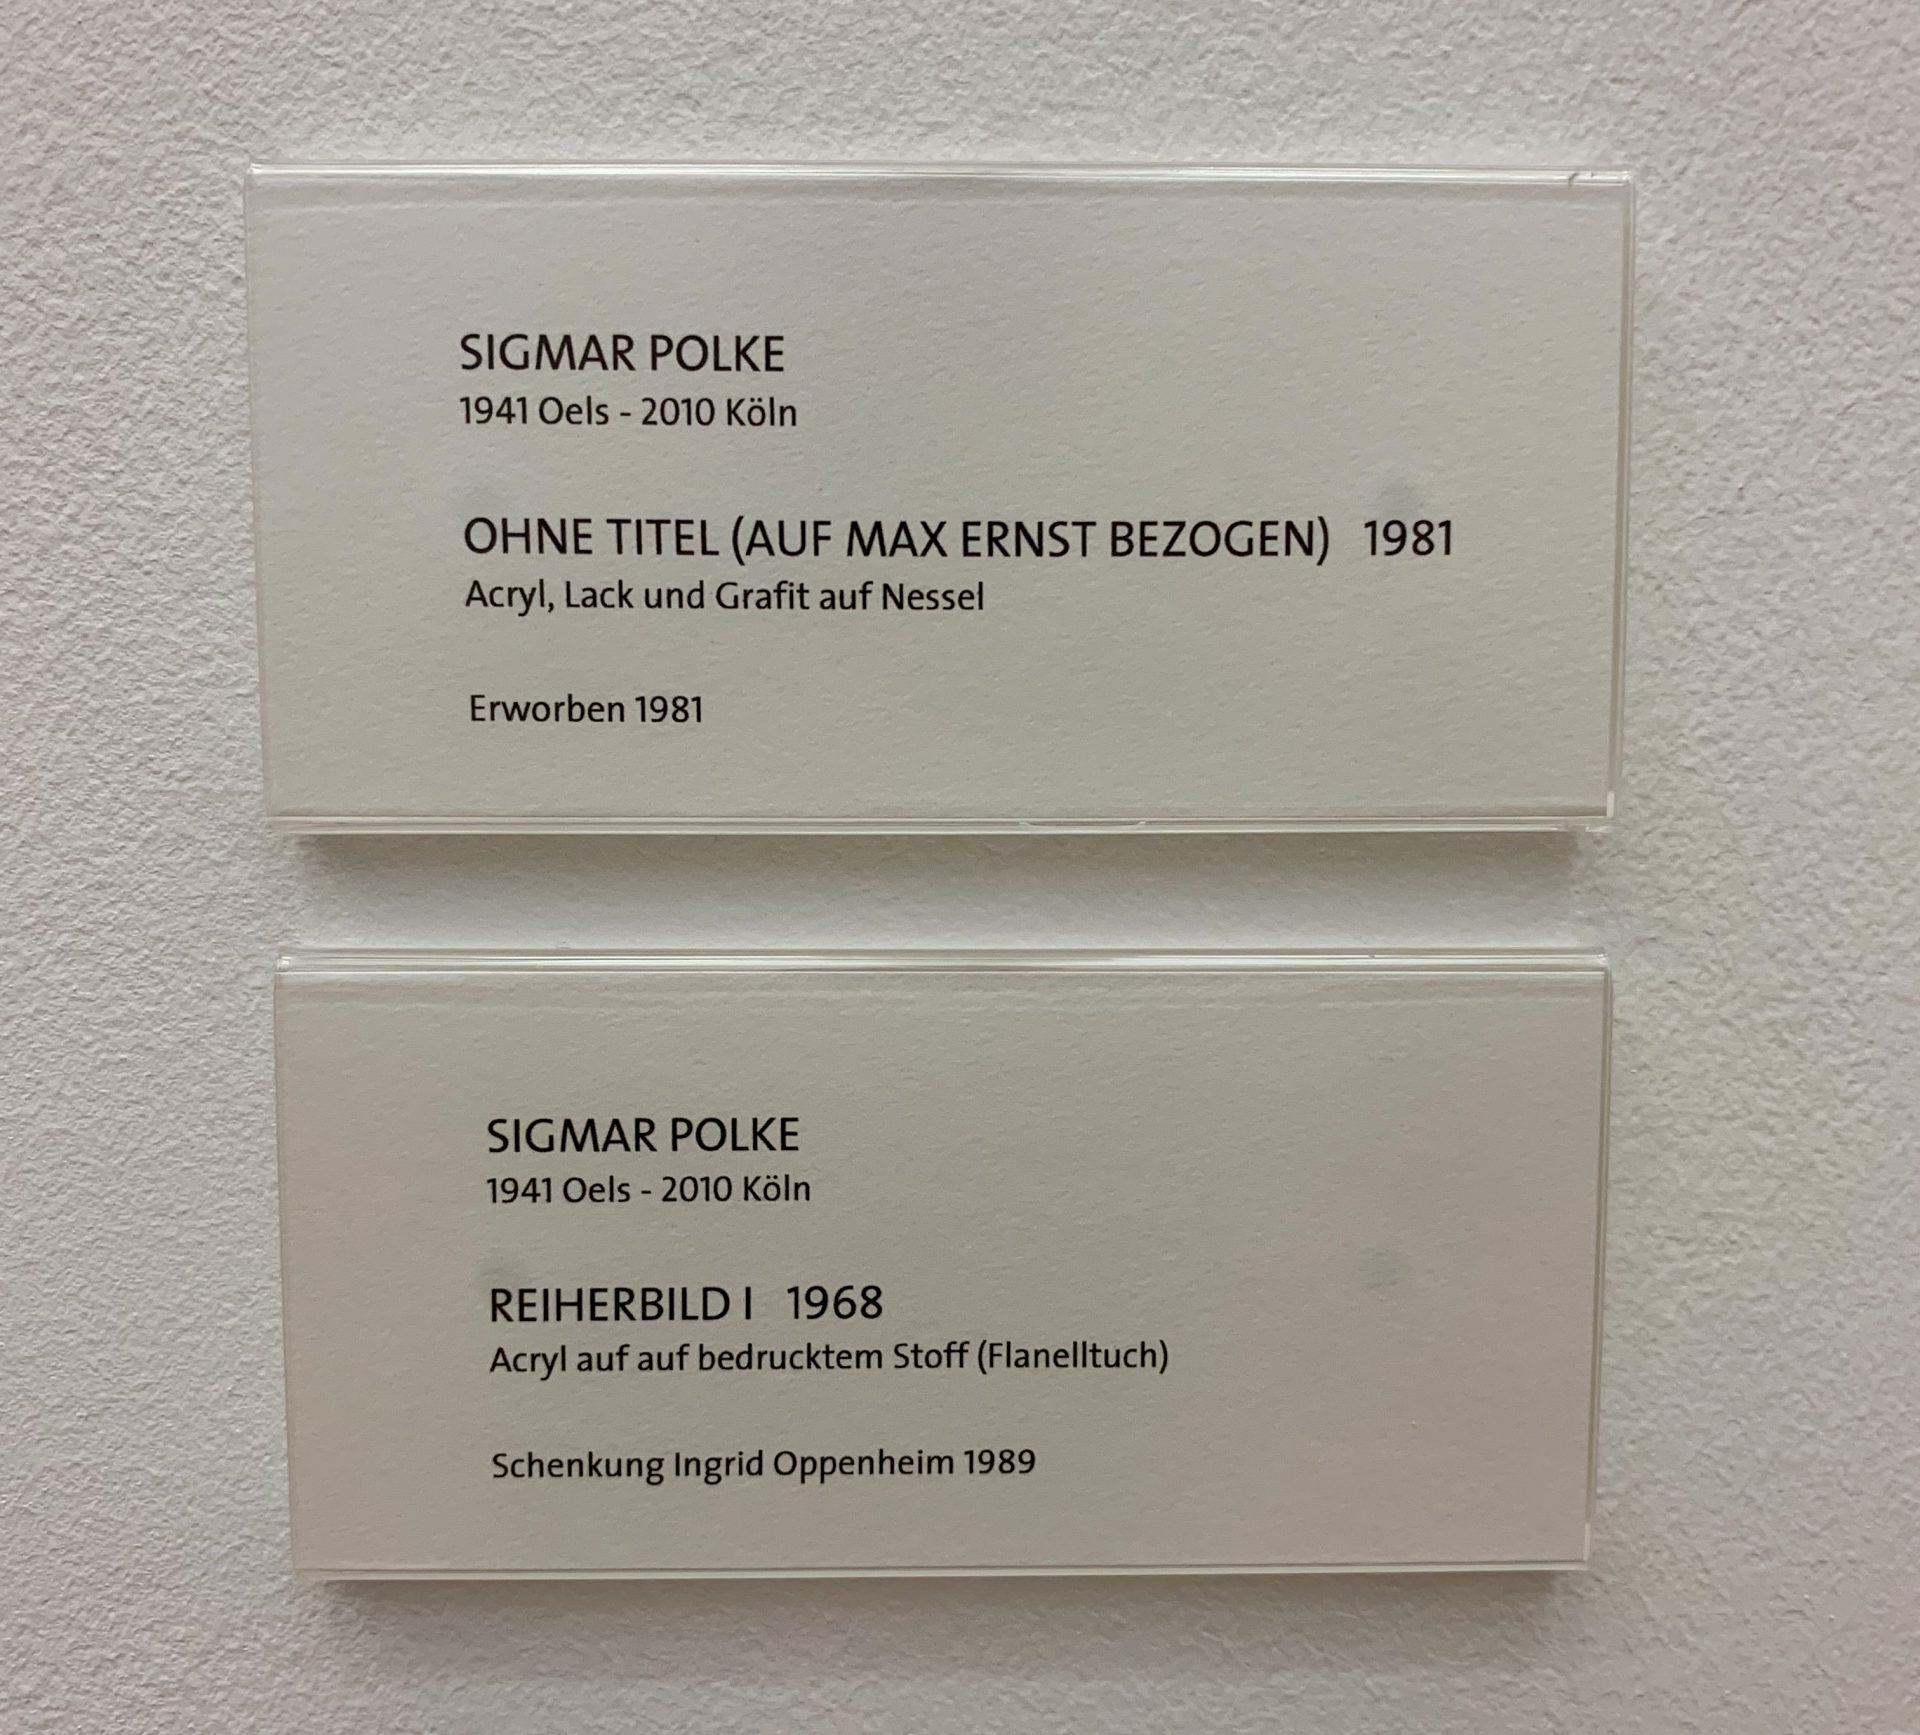 SIGMAR POLKE
1941 Oels - 2010 Köln
OHNE TITEL (AUF MAX ERNST BEZOGEN) 1981
Acryl, Lack und Grafit auf Nessel
Erworben 1981
SIGMAR POLKE
1941 Oels - 2010 Köln
REIHERBILD I 1968
Acryl auf auf bedrucktem Stoff (Flanelltuch)
Schenkung Ingrid Oppenheim 1989